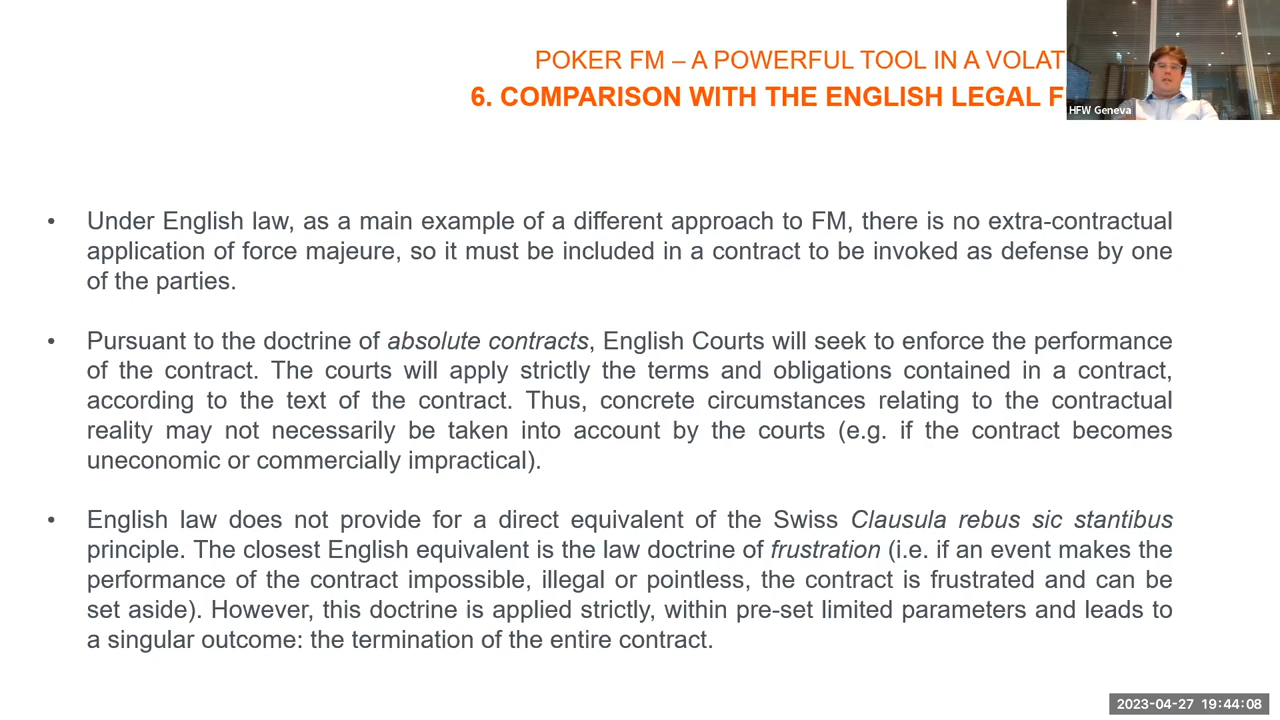 POKER FM – A POWERFUL TOOL IN A VOLAT
6. COMPARISON WITH THE ENGLISH LEGAL F
HFW Geneva
• Under English law, as a main example of a different approach to FM, there is no extra-contractual
application of force majeure, so it must be included in a contract to be invoked as defense by one
of the parties.
• Pursuant to the doctrine of absolute contracts, English Courts will seek to enforce the performance
of the contract. The courts will apply strictly the terms and obligations contained in a contract,
according to the text of the contract. Thus, concrete circumstances relating to the contractual
reality may not necessarily be taken into account by the courts (e.g. if the contract becomes
uneconomic or commercially impractical).
• English law does not provide for a direct equivalent of the Swiss Clausula rebus sic stantibus
principle. The closest English equivalent is the law doctrine of frustration (i.e. if an event makes the
performance of the contract impossible, illegal or pointless, the contract is frustrated and can be
set aside). However, this doctrine is applied strictly, within pre-set limited parameters and leads to
a singular outcome: the termination of the entire contract.
2023-04-27 19:44:08